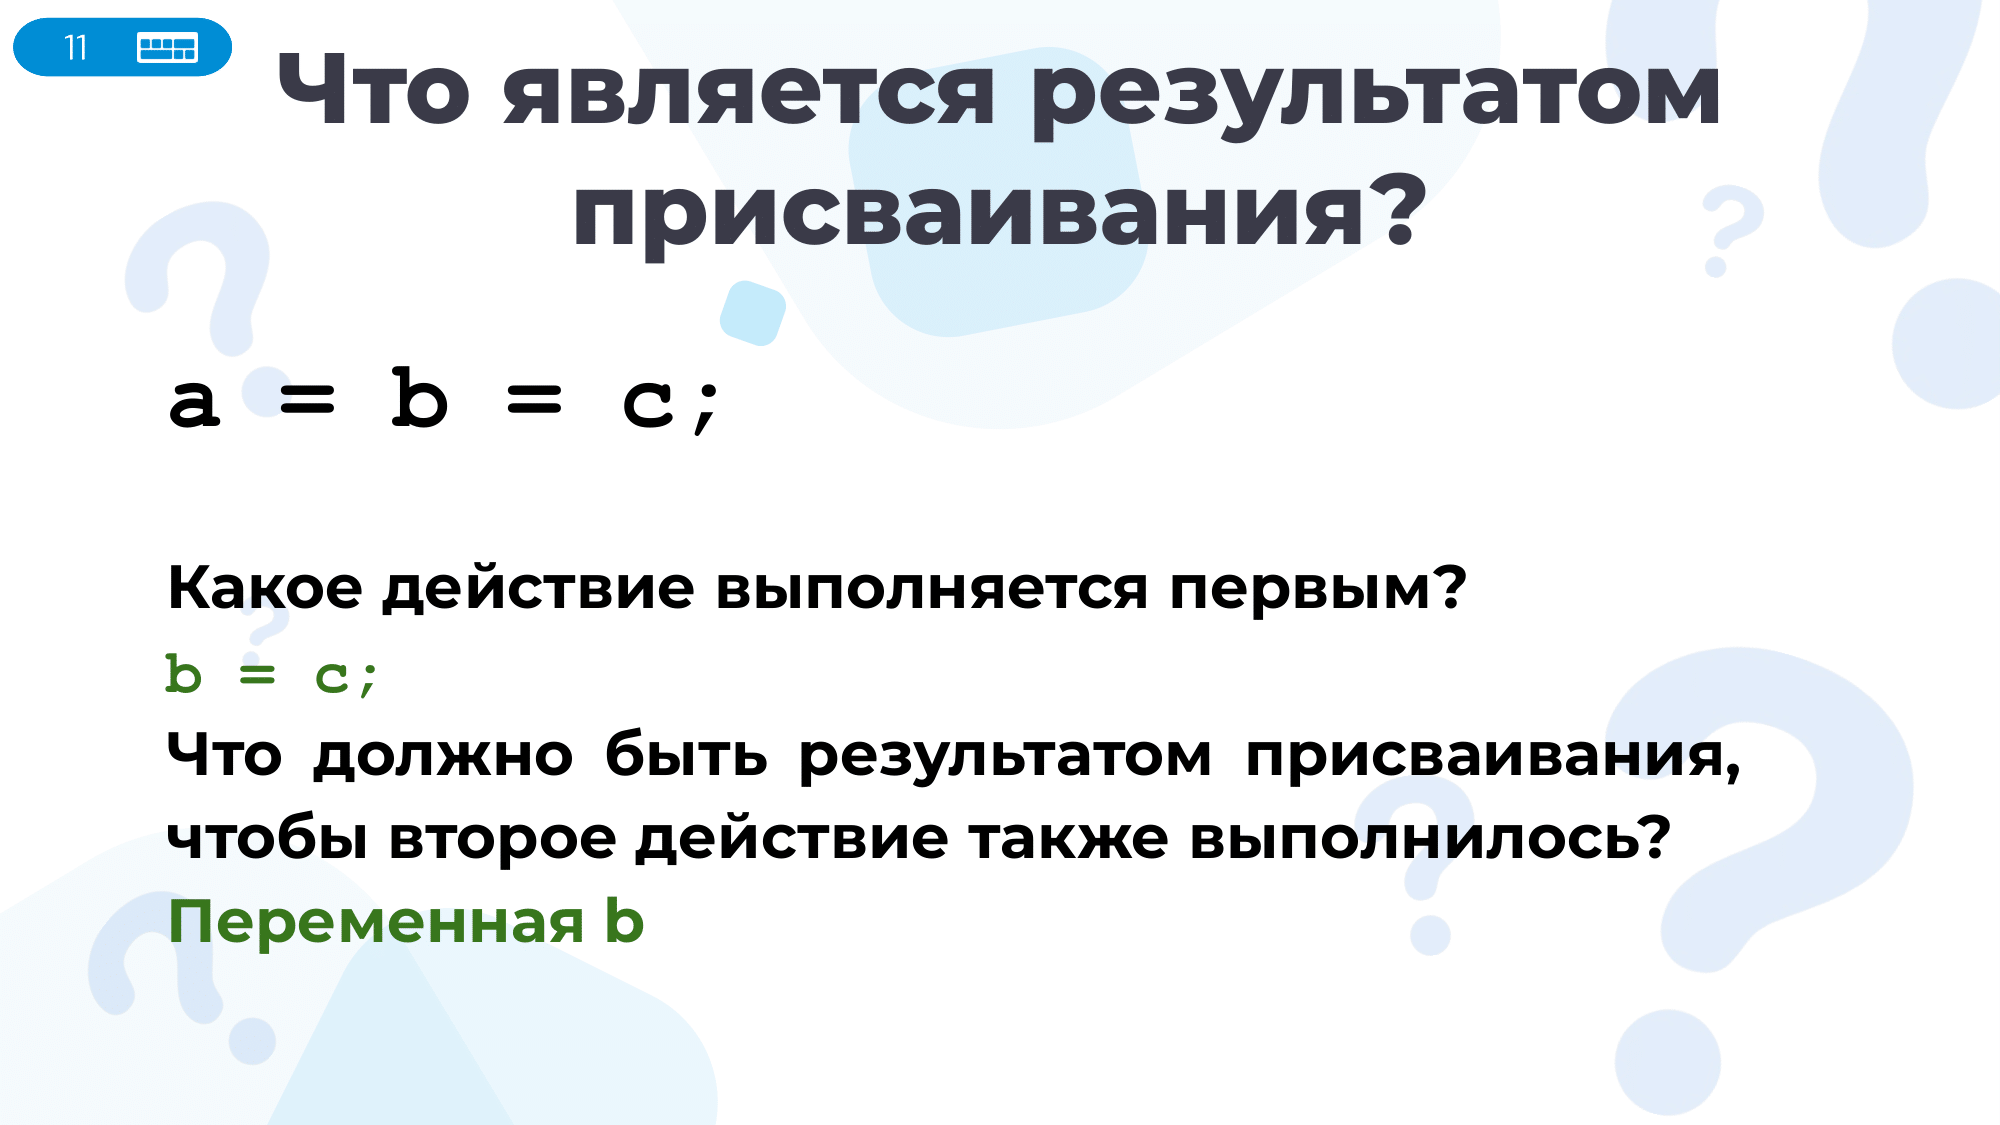 11
Что является результатом
присваивания?
a = b = c;
Какое действие выполняется первым?
b = c;
Что должно быть результатом присваивания,
чтобы второе действие также выполнилось?
Переменная b